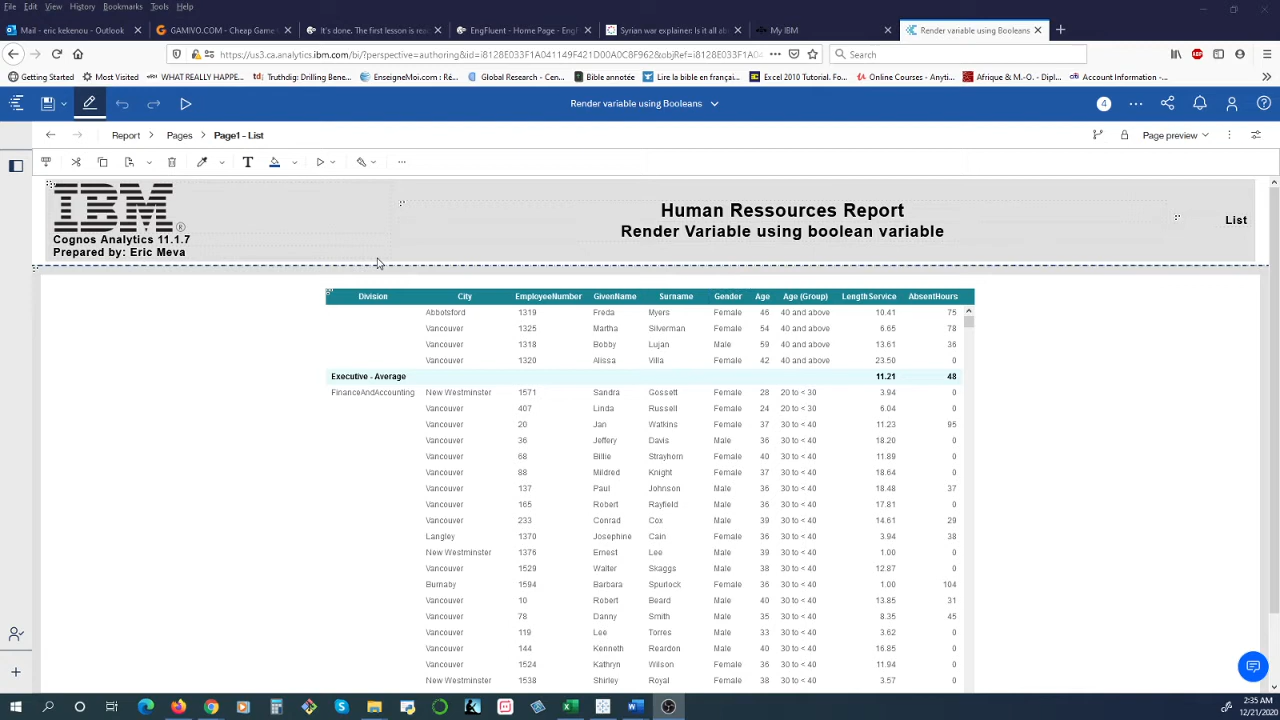 File Edit View History Bookmarks Tools Help
Mail - eric kekenou - Outlook
GAMIVO.com - Cheap Game
It's done. The first lesson is rea
EngFluent - Home Page - Engl
Syrian war explained: Is it all ab
My IBM
Render variable using Booleans
https://us3.ca.analytics.ibm.com/bi/?perspective=authoring&id=i8128E033F1A041149F421D00A0C8F962&objRef=i8128E033F1A04
Search
Getting Started
Most Visited
WHAT REALLY HAPPE...
Truthdig: Drilling Bene...
EnseigneMoi.com : Re...
Global Research - Cen...
Bible annotée
Lire la bible en françai...
Excel 2010 Tutorial. Fo...
Online Courses - Anyti...
Afrique & M.-O. - Dipl...
Account Information -...
Render variable using Booleans
4
Report > Pages > Page1 - List
Page preview
IBM®
Cognos Analytics 11.1.7
Prepared by: Eric Meva
Human Ressources Report
Render Variable using boolean variable
List
Division City EmployeeNumber GivenName Surname Gender Age Age (Group) LengthService AbsentHours
Abbotsford 1319 Freda Myers Female 46 40 and above 10.41 75
Vancouver 1325 Martha Silverman Female 54 40 and above 6.65 78
Vancouver 1318 Bobby Lujan Male 59 40 and above 13.61 36
Vancouver 1320 Alissa Villa Female 42 40 and above 23.50 0
Executive - Average 11.21 48
FinanceAndAccounting New Westminster 1571 Sandra Gossett Female 28 20 to < 30 3.94 0
Vancouver 407 Linda Russell Female 24 20 to < 30 6.04 0
Vancouver 20 Jan Watkins Female 37 30 to < 40 11.23 95
Vancouver 36 Jeffery Davis Male 36 30 to < 40 18.20 0
Vancouver 68 Billie Strayhorn Female 40 30 to < 40 11.89 0
Vancouver 88 Mildred Knight Female 37 30 to < 40 18.64 0
Vancouver 137 Paul Johnson Male 36 30 to < 40 18.48 37
Vancouver 165 Robert Rayfield Male 36 30 to < 40 17.81 0
Vancouver 233 Conrad Cox Male 39 30 to < 40 14.61 29
Langley 1370 Josephine Cain Female 36 30 to < 40 3.94 38
New Westminster 1376 Ernest Lee Male 39 30 to < 40 1.00 0
Vancouver 1529 Walter Skaggs Male 38 30 to < 40 12.87 0
Burnaby 1594 Barbara Spurlock Female 36 30 to < 40 1.00 104
Vancouver 10 Robert Beard Male 40 30 to < 40 13.85 31
Vancouver 78 Danny Smith Male 35 30 to < 40 8.35 45
Vancouver 119 Lee Torres Male 33 30 to < 40 3.62 0
Vancouver 144 Kenneth Reardon Male 40 30 to < 40 16.85 0
Vancouver 1524 Kathryn Wilson Female 36 30 to < 40 11.94 0
New Westminster 1538 Shirley Royal Female 38 30 to < 40 3.57 0
2:35 AM
12/21/2020